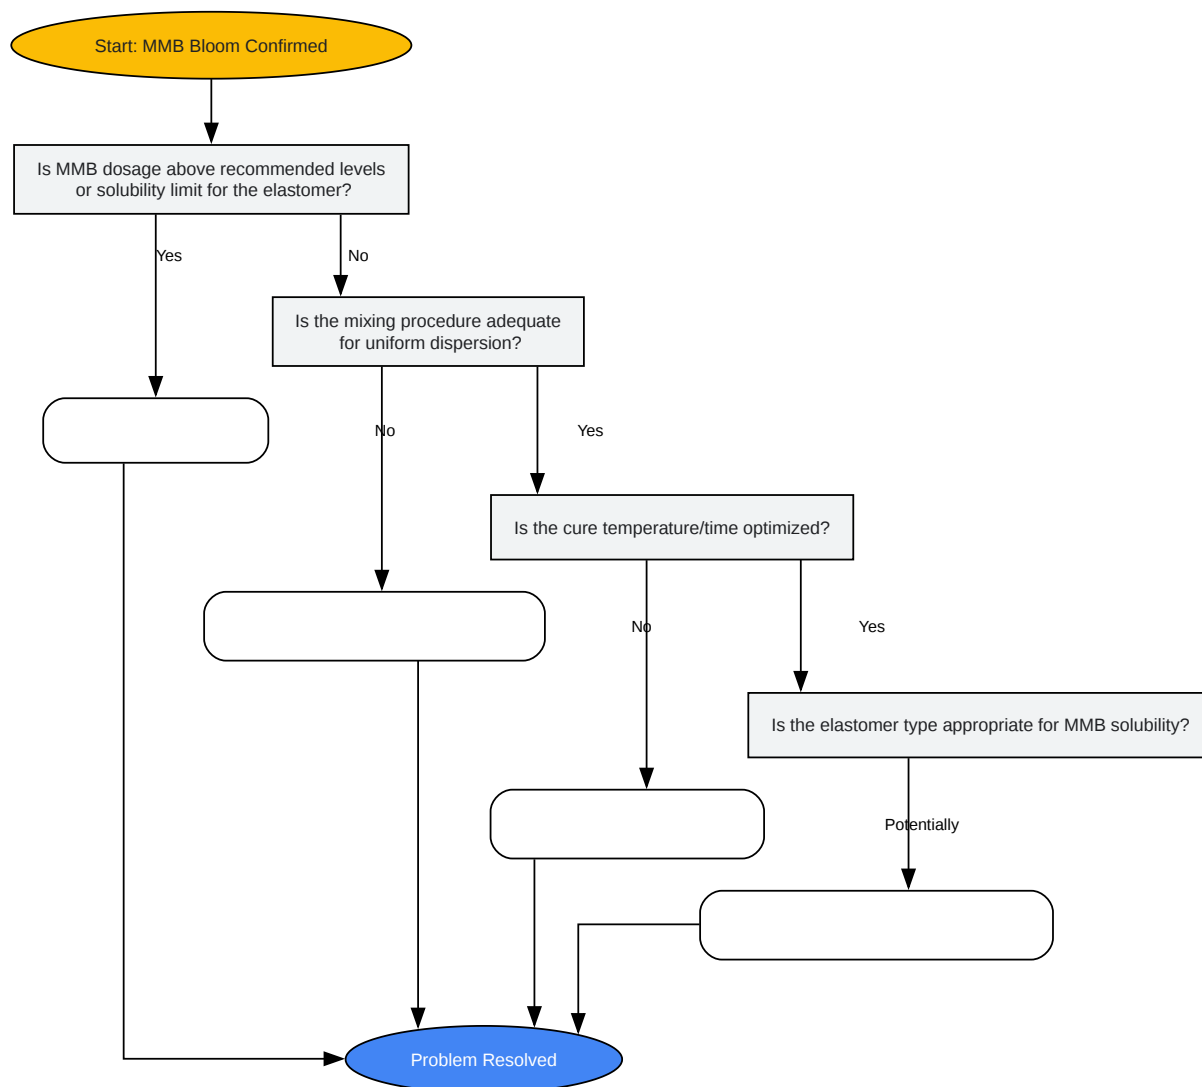 Start: MMB Bloom Confirmed
Is MMB dosage above recommended levels
or solubility limit for the elastomer?
Yes
No
Is the mixing procedure adequate
for uniform dispersion?
No
Yes
Is the cure temperature/time optimized?
No
Yes
Is the elastomer type appropriate for MMB solubility?
Potentially
Problem Resolved